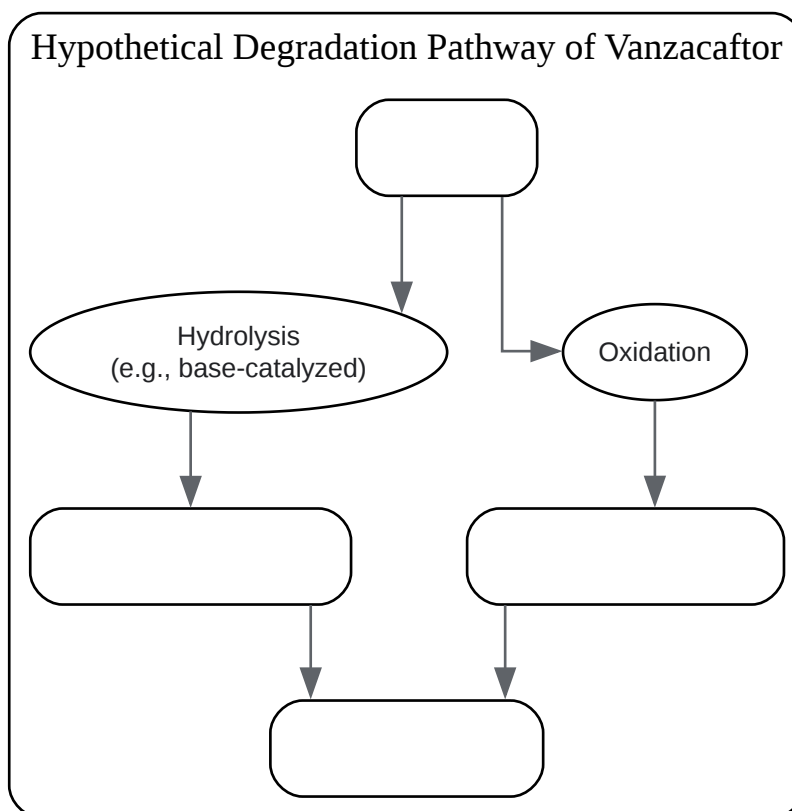 Hypothetical Degradation Pathway of Vanzacaftor
Hydrolysis
(e.g., base-catalyzed)
Oxidation